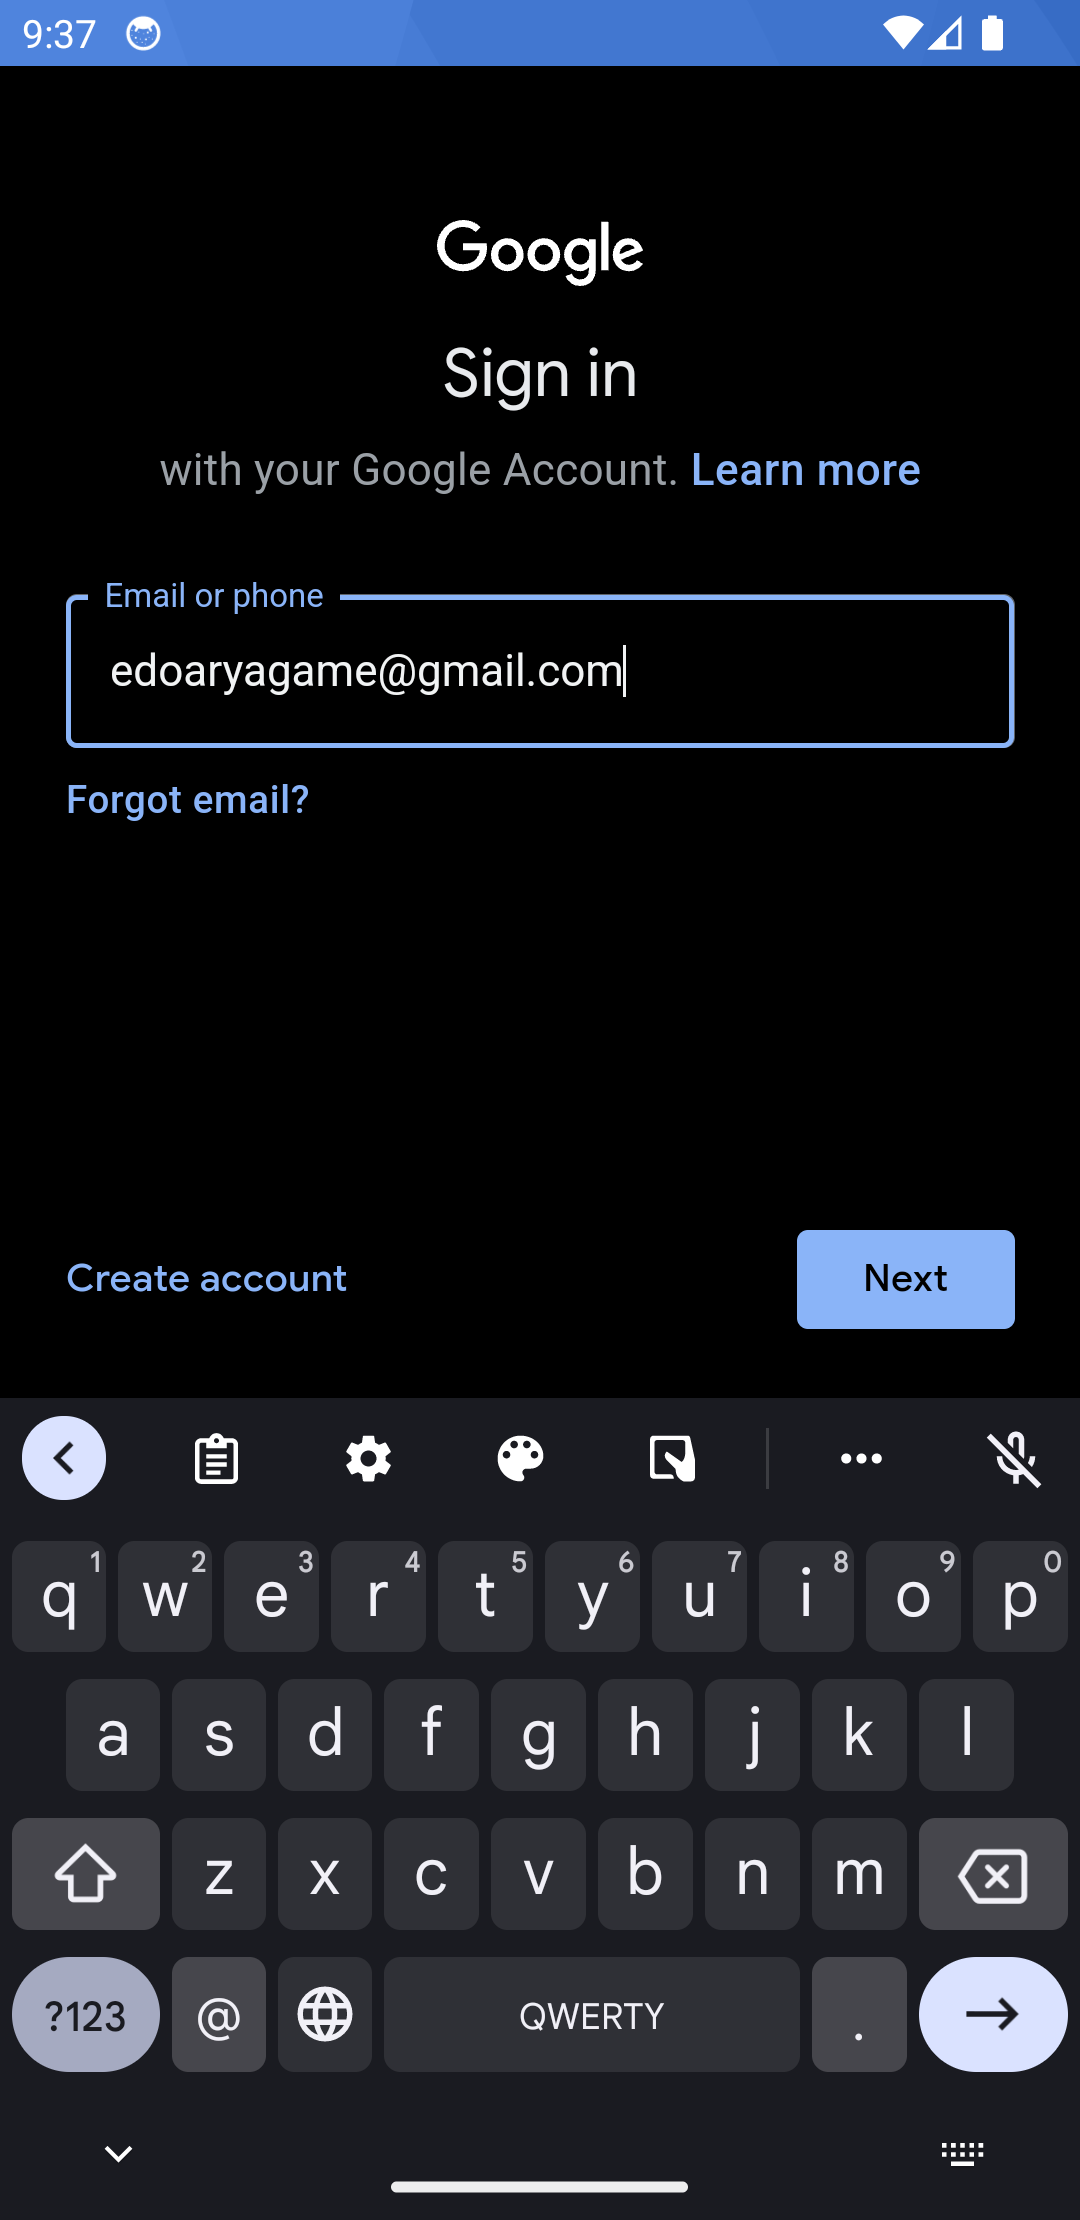 9:37
Google
Sign in
with your Google Account. Learn more
Email or phone
edoaryagame@gmail.com
Forgot email?
Create account
Next
q 1 w 2 e 3 r 4 t 5 y 6 u 7 i 8 o 9 p 0
a s d f g h j k l
z x c v b n m
?123 @ QWERTY .